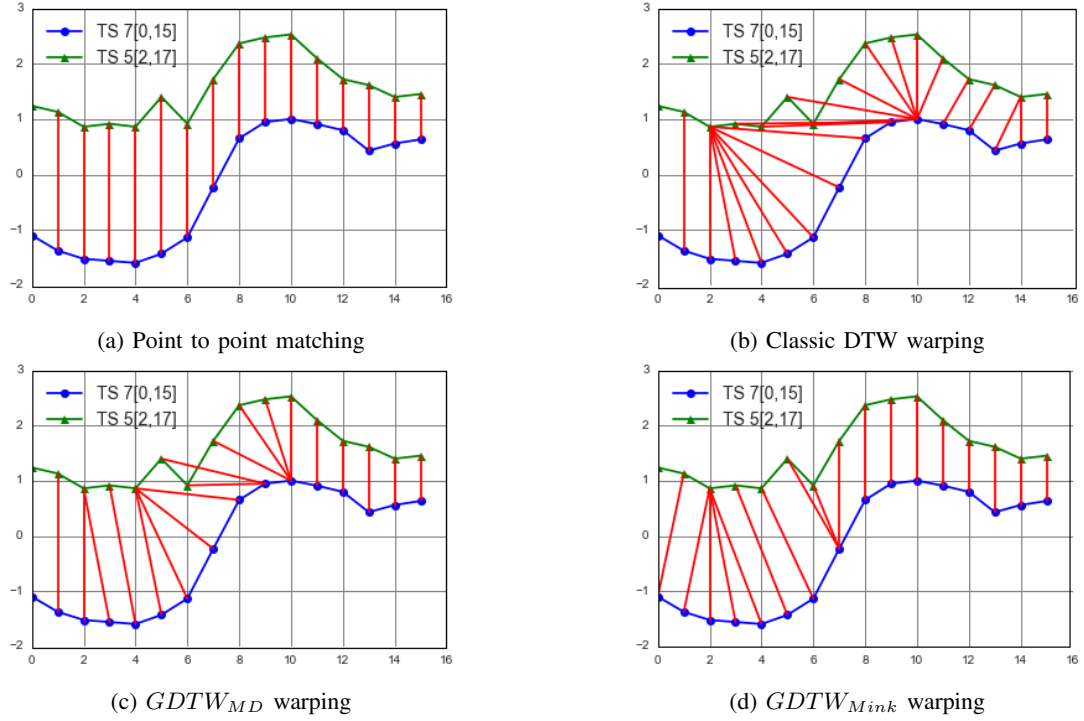 TS 7[0,15]
TS 5[2,17]
3
2
1
0
−1
−2
0 2 4 6 8 10 12 14 16
(a) Point to point matching
TS 7[0,15]
TS 5[2,17]
3
2
1
0
−1
−2
0 2 4 6 8 10 12 14 16
(b) Classic DTW warping
TS 7[0,15]
TS 5[2,17]
3
2
1
0
−1
−2
0 2 4 6 8 10 12 14 16
(c) GDTW_MD warping
TS 7[0,15]
TS 5[2,17]
3
2
1
0
−1
−2
0 2 4 6 8 10 12 14 16
(d) GDTW_Mink warping